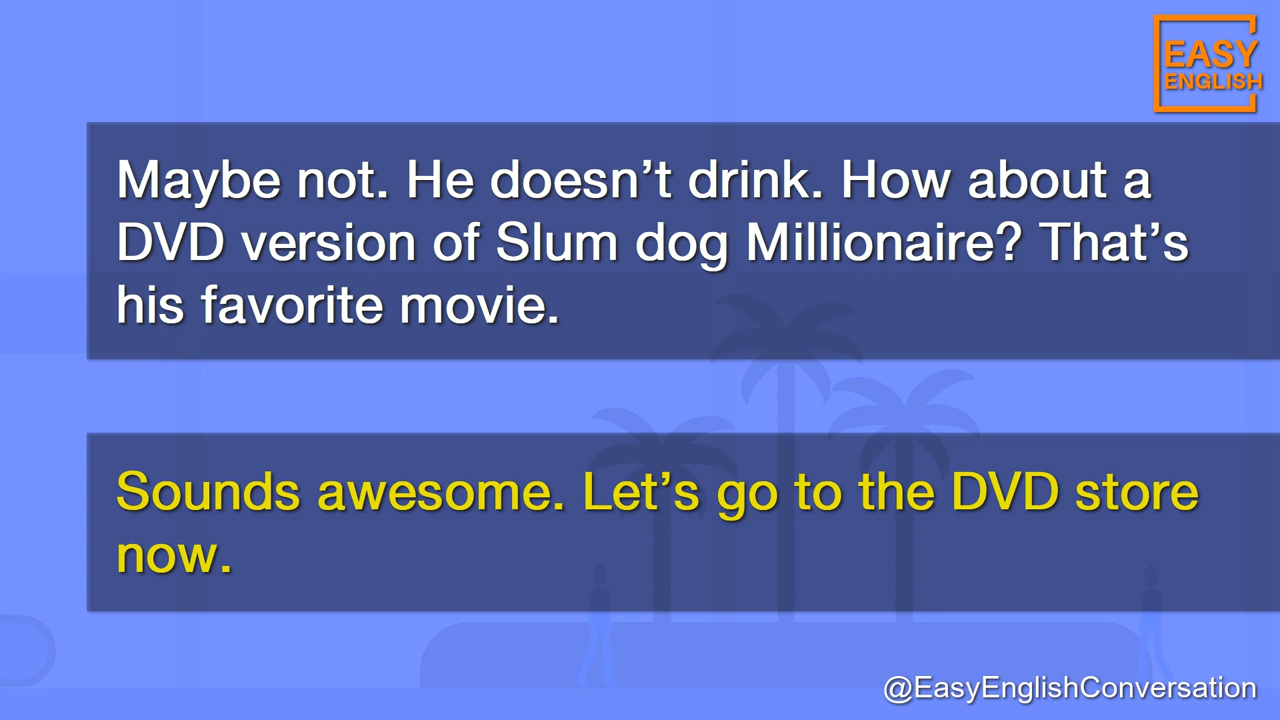 EASY
ENGLISH
Maybe not. He doesn’t drink. How about a
DVD version of Slum dog Millionaire? That’s
his favorite movie.
Sounds awesome. Let’s go to the DVD store
now.
@EasyEnglishConversation